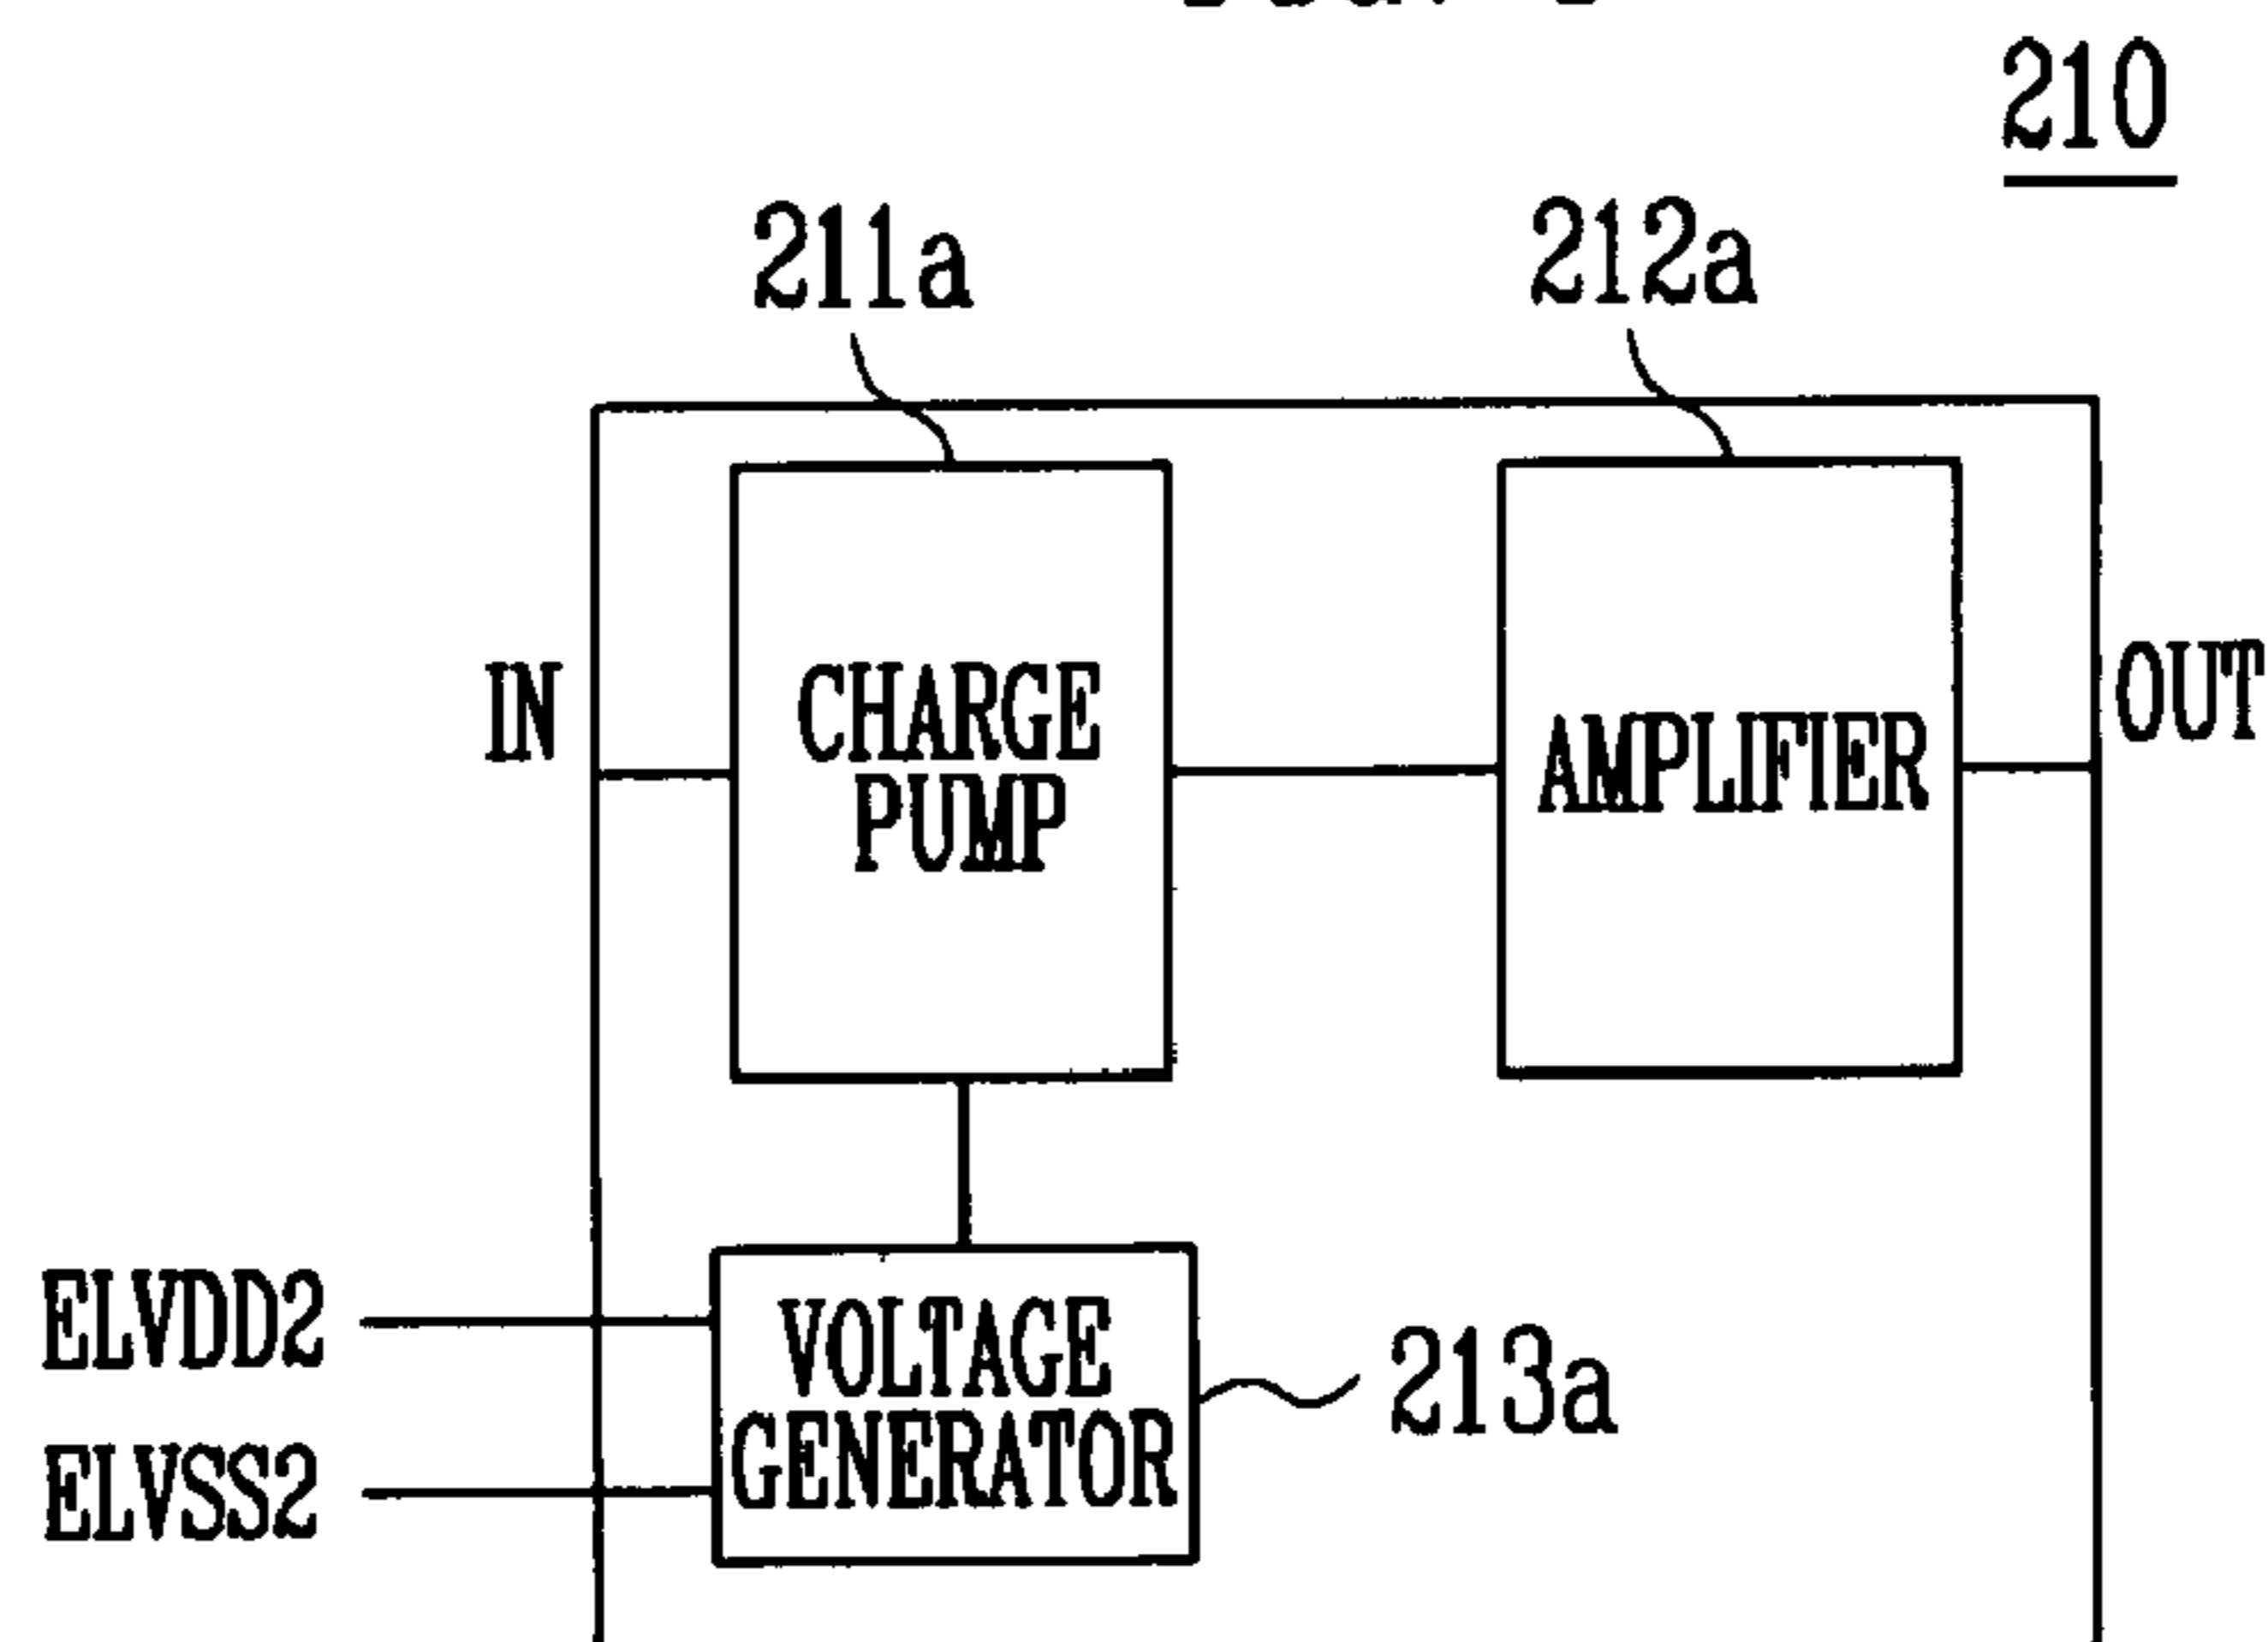 210
211a
212a
IN
CHARGE
PUMP
AMPLIFIER
OUT
ELVDD2
VOLTAGE
GENERATOR
213a
ELVSS2